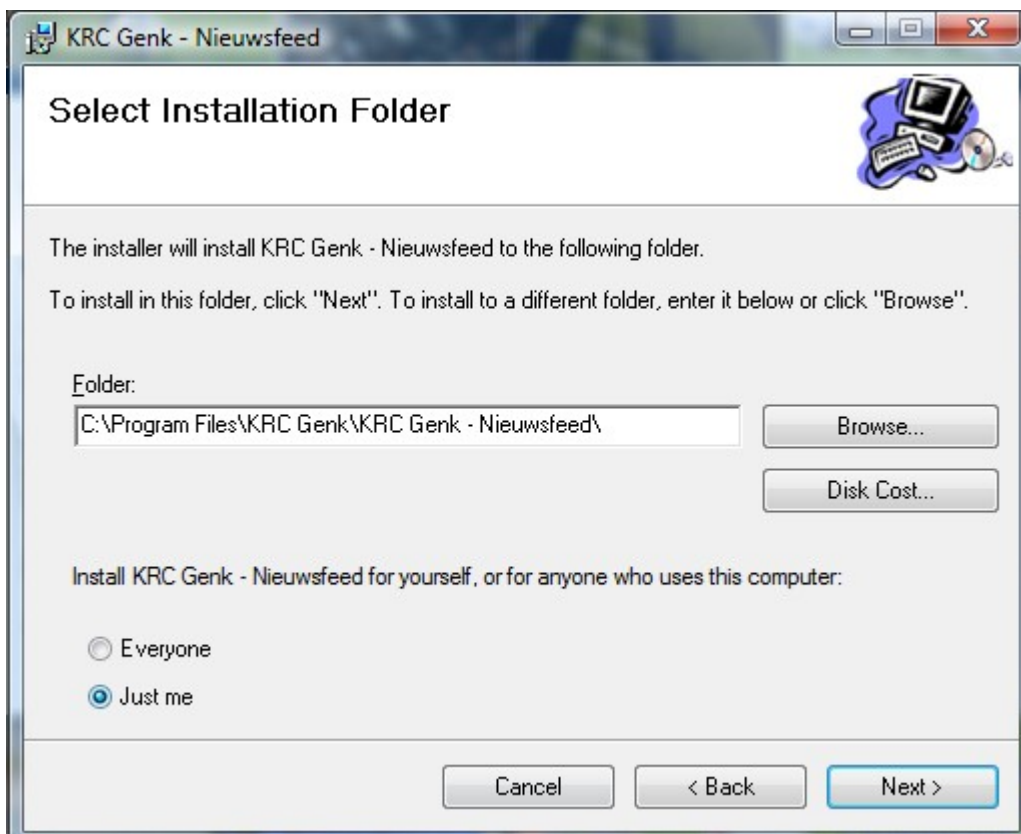 KRC Genk - Nieuwsfeed
Select Installation Folder
The installer will install KRC Genk - Nieuwsfeed to the following folder.
To install in this folder, click "Next". To install to a different folder, enter it below or click "Browse".
Folder:
C:\Program Files\KRC Genk\KRC Genk - Nieuwsfeed\
Browse...
Disk Cost...
Install KRC Genk - Nieuwsfeed for yourself, or for anyone who uses this computer:
Everyone
Just me
Cancel
< Back
Next >